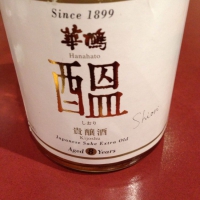 Since 1899
華鳩
Hanahato
醞
しおり
貴醸酒
Kijoshu
Japanese Sake Extra Old
Aged 8 Years
Shiori